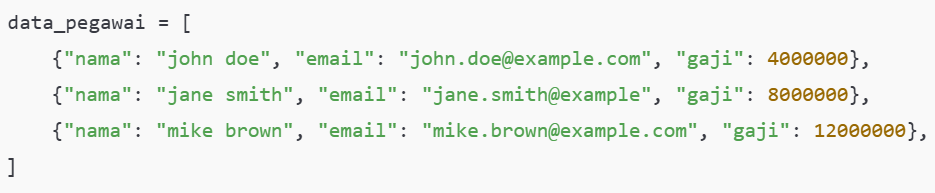 data_pegawai = [
    {"nama": "john doe", "email": "john.doe@example.com", "gaji": 4000000},
    {"nama": "jane smith", "email": "jane.smith@example", "gaji": 8000000},
    {"nama": "mike brown", "email": "mike.brown@example.com", "gaji": 12000000},
]